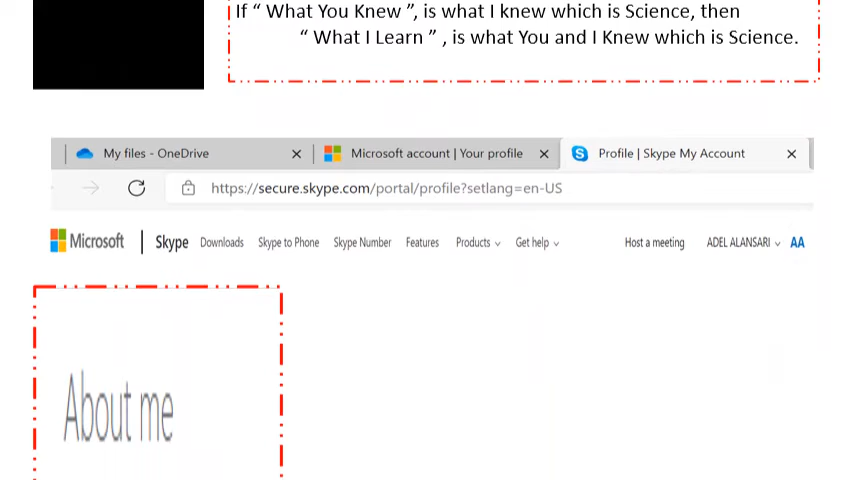 If “ What You Knew ”, is what I knew which is Science, then
“ What I Learn ” , is what You and I Knew which is Science.
My files - OneDrive
Microsoft account | Your profile
Profile | Skype My Account
https://secure.skype.com/portal/profile?setlang=en-US
Microsoft | Skype Downloads Skype to Phone Skype Number Features Products Get help Host a meeting ADEL ALANSARI AA
About me